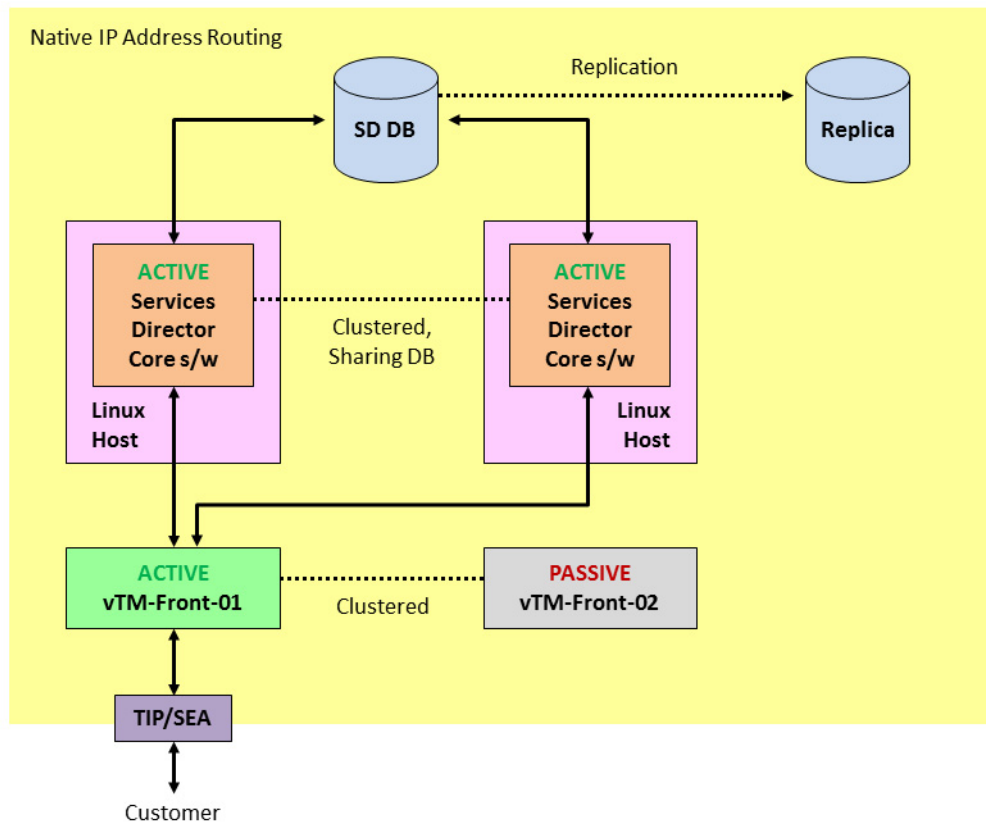 Native IP Address Routing
Replication
SD DB
Replica
ACTIVE
Services
Director
Core s/w
Linux
Host
Clustered,
Sharing DB
ACTIVE
Services
Director
Core s/w
Linux
Host
ACTIVE
vTM-Front-01
Clustered
PASSIVE
vTM-Front-02
TIP/SEA
Customer